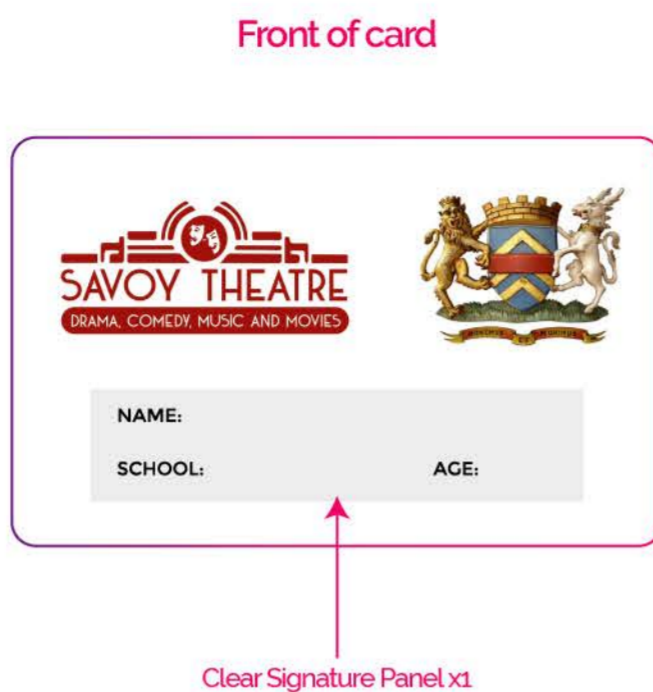 Front of card
SAVOY THEATRE
DRAMA, COMEDY, MUSIC AND MOVIES
NAME:
SCHOOL:
AGE:
Clear Signature Panel x1